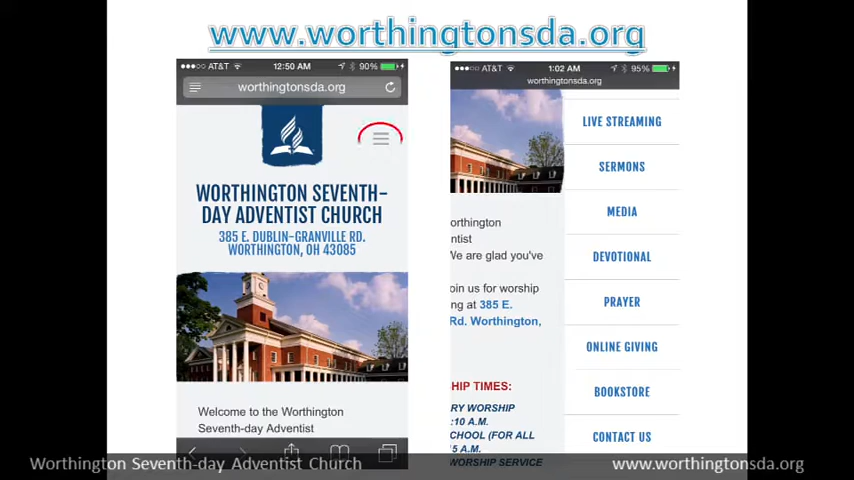 www.worthingtonsda.org
AT&T 12:50 AM 90%
worthingtonsda.org
WORTHINGTON SEVENTH-
DAY ADVENTIST CHURCH
385 E. DUBLIN-GRANVILLE RD.
WORTHINGTON, OH 43085
Welcome to the Worthington
Seventh-day Adventist
AT&T 1:02 AM 95%
worthingtonsda.org
orthington
ntist
We are glad you've
oin us for worship
ng at 385 E.
Rd. Worthington,
HIP TIMES:
RY WORSHIP
:10 A.M.
CHOOL (FOR ALL
5 A.M.
WORSHIP SERVICE
LIVE STREAMING
SERMONS
MEDIA
DEVOTIONAL
PRAYER
ONLINE GIVING
BOOKSTORE
CONTACT US
Worthington Seventh-day Adventist Church
www.worthingtonsda.org